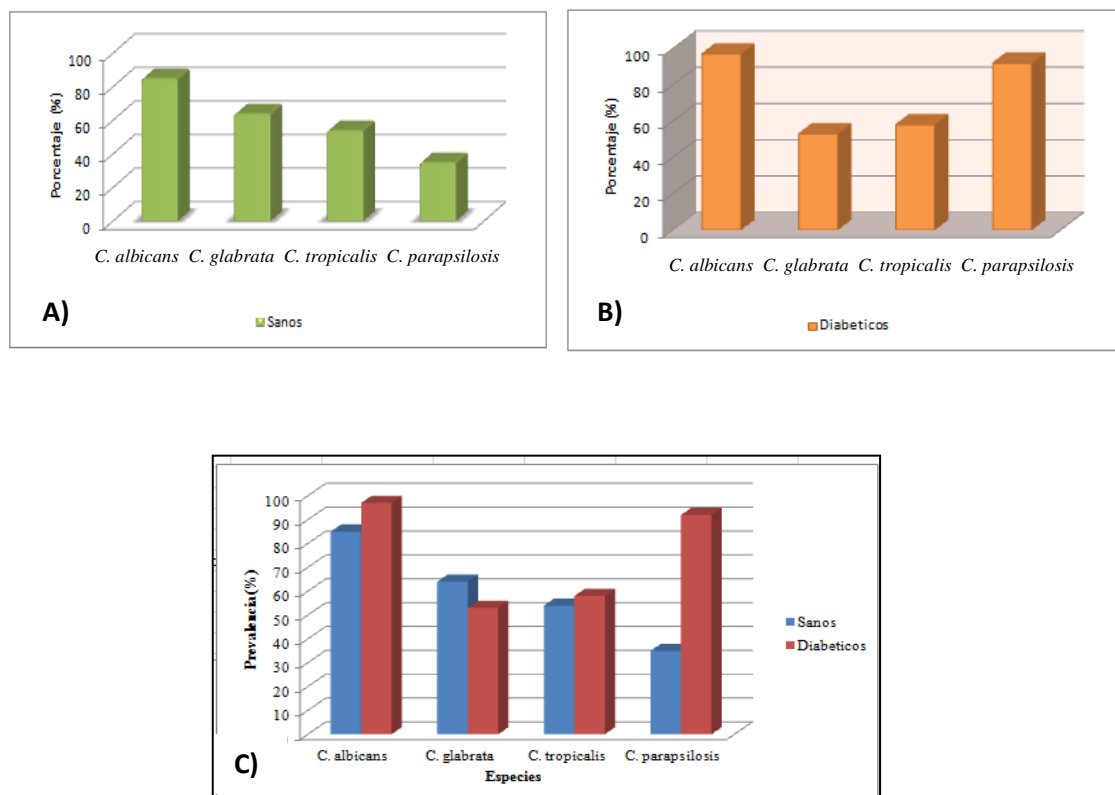 100
80
60
40
20
0
Porcentaje (%)
C. albicans C. glabrata C. tropicalis C. parapsilosis
A)
Sanos
100
80
60
40
20
0
Porcentaje (%)
C. albicans C. glabrata C. tropicalis C. parapsilosis
B)
Diabeticos
100
90
80
70
60
50
40
30
20
10
Prevalencia(%)
C. albicans C. glabrata C. tropicalis C. parapsilosis
Especies
Sanos
Diabeticos
C)